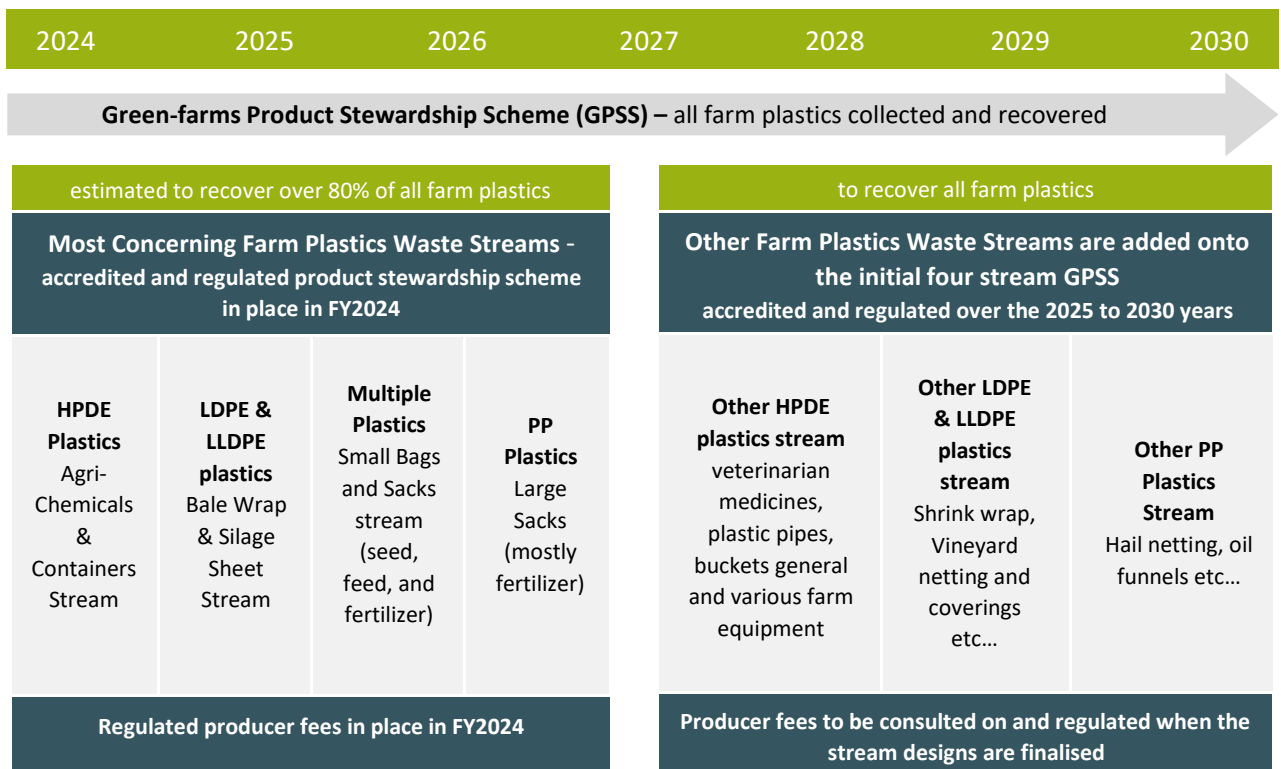 2024 2025 2026 2027 2028 2029 2030
Green-farms Product Stewardship Scheme (GPSS) – all farm plastics collected and recovered
estimated to recover over 80% of all farm plastics
Most Concerning Farm Plastics Waste Streams -
accredited and regulated product stewardship scheme
in place in FY2024
HPDE
Plastics
Agri-
Chemicals
&
Containers
Stream
LDPE &
LLDPE
plastics
Bale Wrap
& Silage
Sheet
Stream
Multiple
Plastics
Small Bags
and Sacks
stream
(seed,
feed, and
fertilizer)
PP
Plastics
Large
Sacks
(mostly
fertilizer)
Regulated producer fees in place in FY2024
to recover all farm plastics
Other Farm Plastics Waste Streams are added onto
the initial four stream GPSS
accredited and regulated over the 2025 to 2030 years
Other HPDE
plastics stream
veterinarian
medicines,
plastic pipes,
buckets general
and various farm
equipment
Other LDPE
& LLDPE
plastics
stream
Shrink wrap,
Vineyard
netting and
coverings
etc…
Other PP
Plastics
Stream
Hail netting, oil
funnels etc…
Producer fees to be consulted on and regulated when the
stream designs are finalised